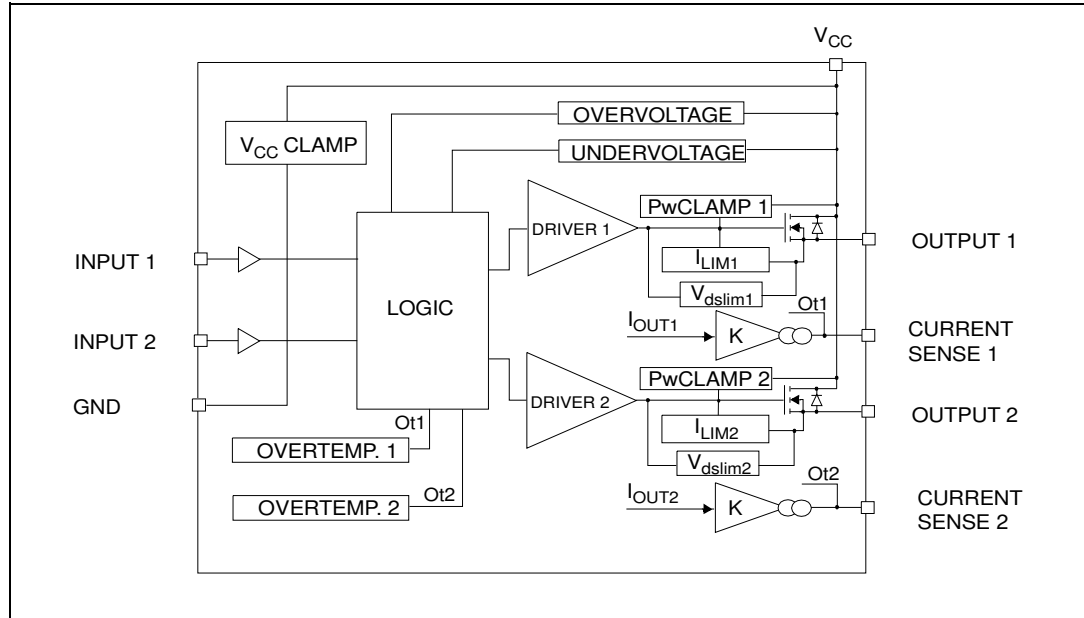 VCC
OVERVOLTAGE
VCC CLAMP
UNDERVOLTAGE
PwCLAMP 1
DRIVER 1
OUTPUT 1
INPUT 1
ILIM1
Vdslim1
LOGIC
Ot1
IOUT1
K
CURRENT
SENSE 1
INPUT 2
PwCLAMP 2
DRIVER 2
GND
OUTPUT 2
Ot1
ILIM2
OVERTEMP. 1
Vdslim2
Ot2
Ot2
IOUT2
K
CURRENT
SENSE 2
OVERTEMP. 2